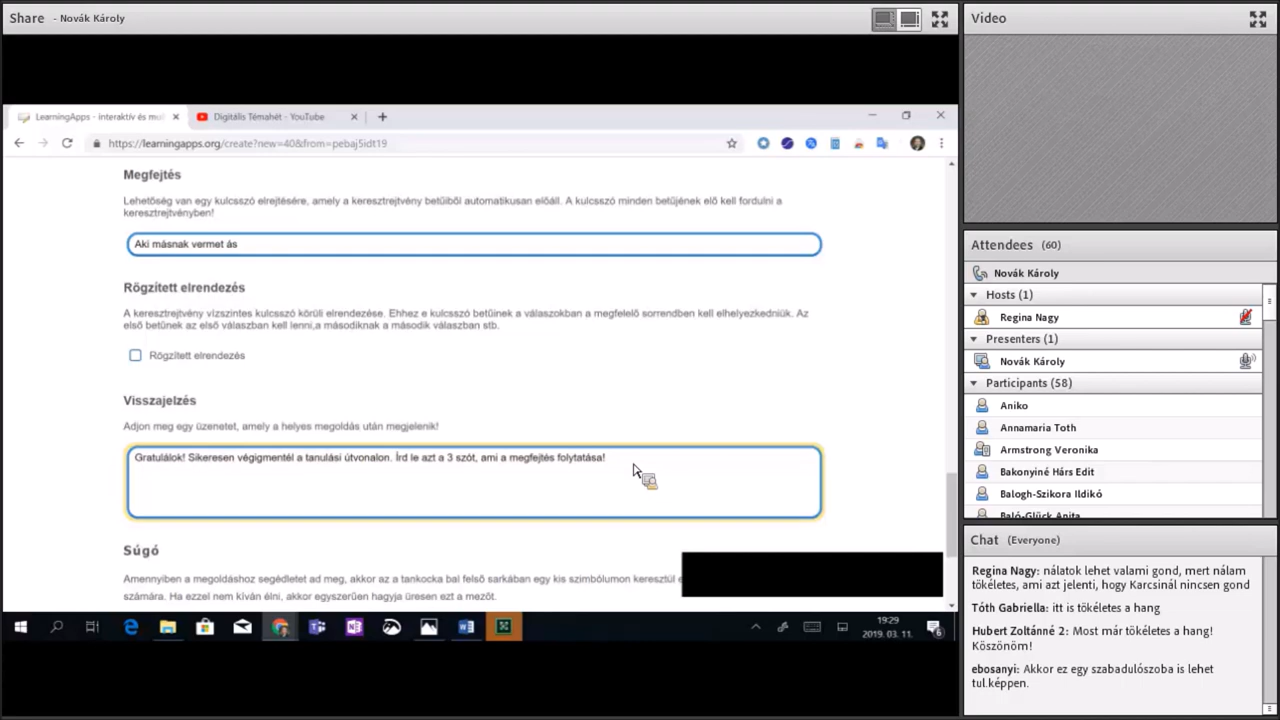 Share - Novák Károly
LearningApps - interaktív és mul
Digitális Témahét - YouTube
https://learningapps.org/create?new=40&from=pebaj5idt19
Megfejtés
Lehetőség van egy kulcsszó elrejtésére, amely a keresztrejtvény betűiből automatikusan előáll. A kulcsszó minden betűjének elő kell fordulni a
keresztrejtvényben!
Aki másnak vermet ás
Rögzített elrendezés
A keresztrejtvény vízszintes kulcsszó körüli elrendezése. Ehhez e kulcsszó betűinek a válaszokban a megfelelő sorrendben kell elhelyezkedniük. Az
első betűnek az első válaszban kell lenni,a másodiknak a második válaszban stb.
Rögzített elrendezés
Visszajelzés
Adjon meg egy üzenetet, amely a helyes megoldás után megjelenik!
Gratulálok! Sikeresen végigmentél a tanulási útvonalon. Írd le azt a 3 szót, ami a megfejtés folytatása!
Súgó
Amennyiben a megoldáshoz segédletet ad meg, akkor az a tankocka bal felső sarkában egy kis szimbólumon keresztül e
számára. Ha ezzel nem kíván élni, akkor egyszerűen hagyja üresen ezt a mezőt.
19:29
2019. 03. 11.
6
Video
Attendees (60)
Novák Károly
Hosts (1)
Regina Nagy
Presenters (1)
Novák Károly
Participants (58)
Aniko
Annamaria Toth
Armstrong Veronika
Bakonyiné Hárs Edit
Balogh-Szikora Ildikó
Baló-Glück Anita
Chat (Everyone)
Regina Nagy: nálatok lehet valami gond, mert nálam
tökéletes, ami azt jelenti, hogy Karcsinál nincsen gond
Tóth Gabriella: itt is tökéletes a hang
Hubert Zoltánné 2: Most már tökéletes a hang!
Köszönöm!
ebosanyi: Akkor ez egy szabadulószoba is lehet
tul.képpen.